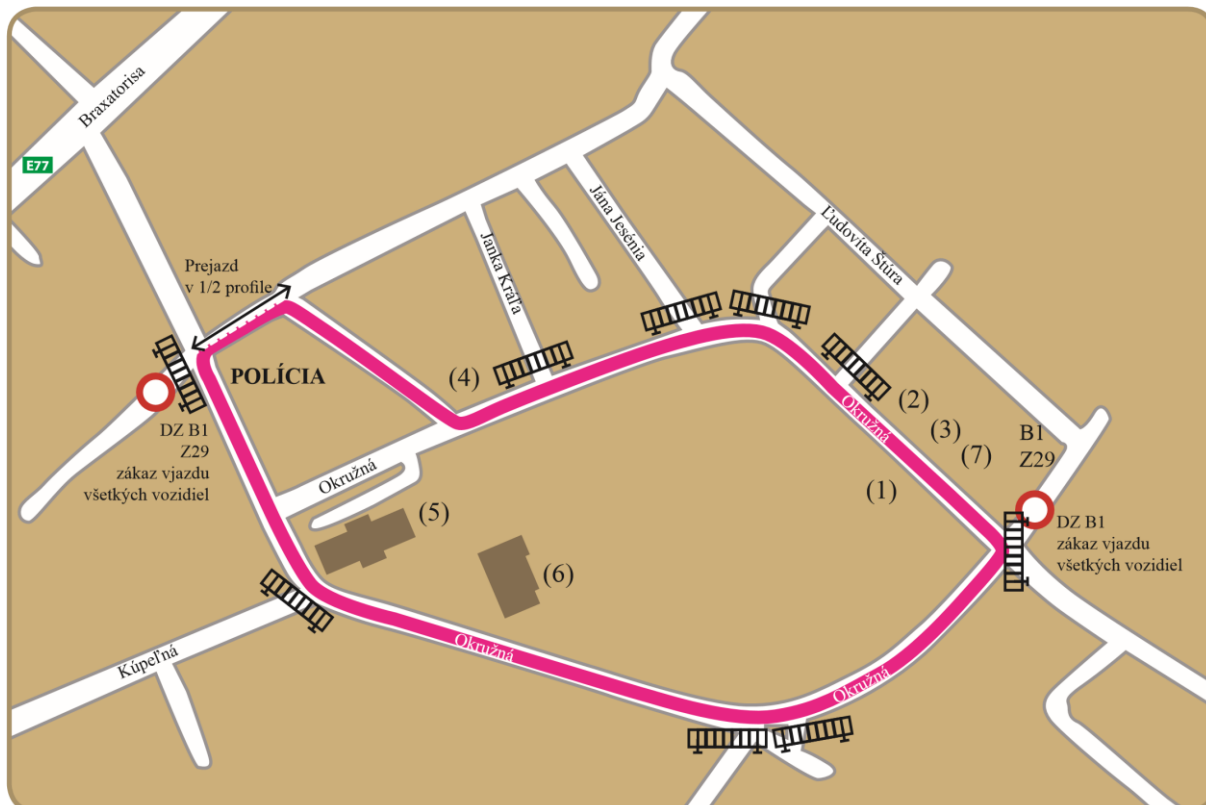 Braxatorisa
E77
Prejazd
v 1/2 profile
POLÍCIA
DZ B1
Z29
zákaz vjazdu
všetkých vozidiel
Janka Kráľa
Jána Jesénia
Ľudovíta Štúra
(4)
(2)
(3)
(7)
(1)
Okružná
B1
Z29
DZ B1
zákaz vjazdu
všetkých vozidiel
Okružná
(5)
(6)
Kúpeľná
Okružná
Okružná